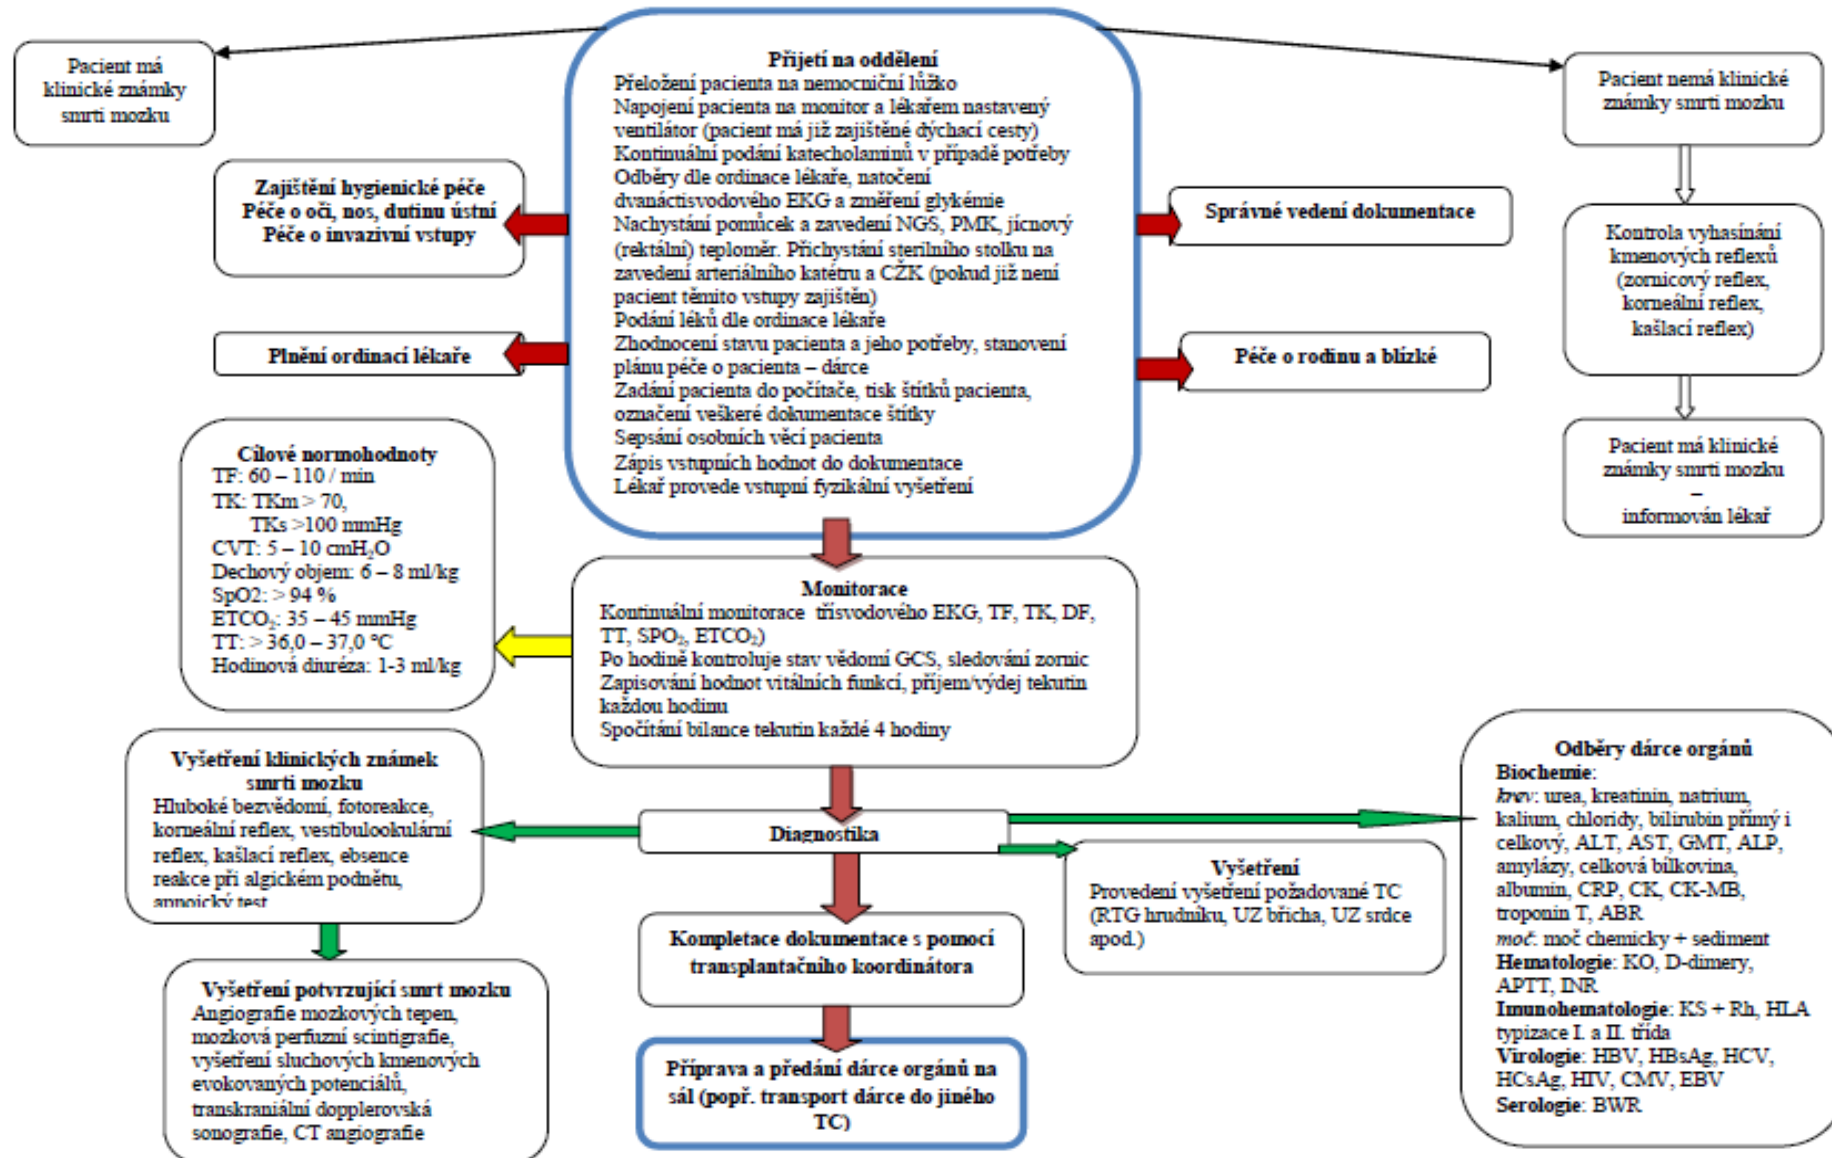 Pacient má
klinické známky
smrti mozku
Přijetí na oddělení
Přeložení pacienta na nemocniční lůžko
Napojení pacienta na monitor a lékařem nastavený
ventilátor (pacient má již zajištěné dýchací cesty)
Kontinuální podání katecholaminů v případě potřeby
Odběry dle ordinace lékaře, natočení
dvanáctisvodového EKG a změření glykémie
Nachystání pomůcek a zavedení NGS, PMK, jícnový
(rektální) teploměr. Přichystání sterilního stolku na
zavedení arteriálního katétru a CŽK (pokud již není
pacient těmito vstupy zajištěn)
Podání léků dle ordinace lékaře
Zhodnocení stavu pacienta a jeho potřeby, stanovení
plánu péče o pacienta – dárce
Zadání pacienta do počítače, tisk štítků pacienta,
označení veškeré dokumentace štítky
Sepsání osobních věcí pacienta
Zápis vstupních hodnot do dokumentace
Lékař provede vstupní fyzikální vyšetření
Pacient nemá klinické
známky smrti mozku
Zajištění hygienické péče
Péče o oči, nos, dutinu ústní
Péče o invazivní vstupy
Správné vedení dokumentace
Kontrola vyhasínání
kmenových reflexů
(zornicový reflex,
korneální reflex,
kašlací reflex)
Plnění ordinací lékaře
Péče o rodinu a blízké
Pacient má klinické
známky smrti mozku
–
informován lékař
Cílové normohodnoty
TF: 60 – 110 / min
TK: TKm > 70,
TKs >100 mmHg
CVT: 5 – 10 cmH₂O
Dechový objem: 6 – 8 ml/kg
SpO2: > 94 %
ETCO₂: 35 – 45 mmHg
TT: > 36,0 – 37,0 °C
Hodinová diuréza: 1-3 ml/kg
Monitorace
Kontinuální monitorace třísvodového EKG, TF, TK, DF,
TT, SPO₂, ETCO₂)
Po hodině kontroluje stav vědomí GCS, sledování zornic
Zapisování hodnot vitálních funkcí, příjem/výdej tekutin
každou hodinu
Spočítání bilance tekutin každé 4 hodiny
Vyšetření klinických známek
smrti mozku
Hluboké bezvědomí, fotoreakce,
korneální reflex, vestibulookulární
reflex, kašlací reflex, ebsence
reakce při algickém podnětu,
apnoický test
Diagnostika
Vyšetření
Provedení vyšetření požadované TC
(RTG hrudníku, UZ břicha, UZ srdce
apod.)
Odběry dárce orgánů
Biochemie:
krev: urea, kreatinin, natrium,
kalium, chloridy, bilirubin přímý i
celkový, ALT, AST, GMT, ALP,
amylázy, celková bílkovina,
albumin, CRP, CK, CK-MB,
troponin T, ABR
moč: moč chemicky + sediment
Hematologie: KO, D-dimery,
APTT, INR
Imunohematologie: KS + Rh, HLA
typizace I. a II. třída
Virologie: HBV, HBsAg, HCV,
HCsAg, HIV, CMV, EBV
Serologie: BWR
Kompletace dokumentace s pomocí
transplantačního koordinátora
Vyšetření potvrzující smrt mozku
Angiografie mozkových tepen,
mozková perfuzní scintigrafie,
vyšetření sluchových kmenových
evokovaných potenciálů,
transkraniální dopplerovská
sonografie, CT angiografie
Příprava a předání dárce orgánů na
sál (popř. transport dárce do jiného
TC)